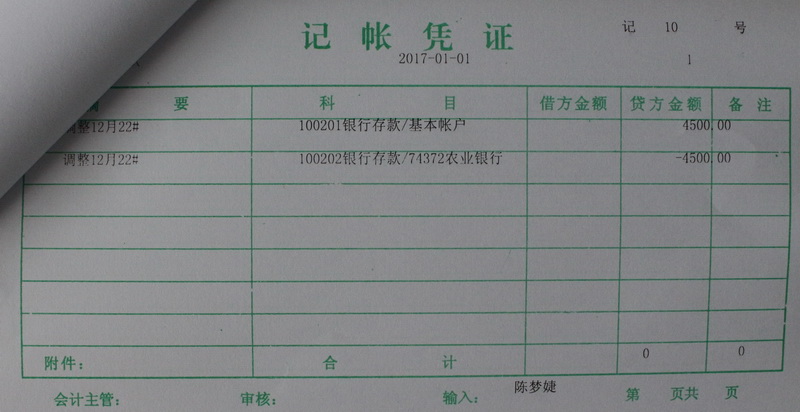 记帐凭证 记 10 号
2017-01-01 1
要 科目 借方金额 贷方金额 备注
调整12月22# 100201银行存款/基本帐户 4500.00
调整12月22# 100202银行存款/74372农业银行 -4500.00
附件: 合计 0 0
会计主管: 审核: 输入: 陈梦婕 第 页共 页